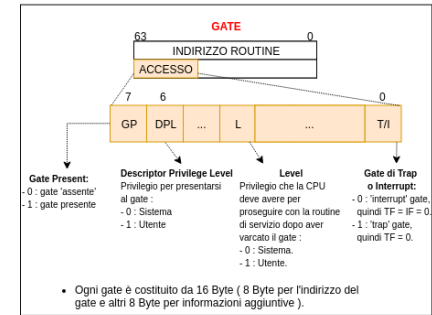 GATE
63 0
INDIRIZZO ROUTINE
ACCESSO
7 6 0
GP DPL ... L ... T/I
Gate Present:
- 0 : gate 'assente'
- 1 : gate presente
Descriptor Privilege Level
Privilegio per presentarsi
al gate :
- 0 : Sistema
- 1 : Utente
Level
Privilegio che la CPU
deve avere per
proseguire con la routine
di servizio dopo aver
varcato il gate :
- 0 : Sistema.
- 1 : Utente.
Gate di Trap
o Interrupt:
- 0 : 'interrupt' gate,
quindi TF = IF = 0.
- 1 : 'trap' gate,
quindi TF = 0.
• Ogni gate è costituito da 16 Byte ( 8 Byte per l'indirizzo del
gate e altri 8 Byte per informazioni aggiuntive ).